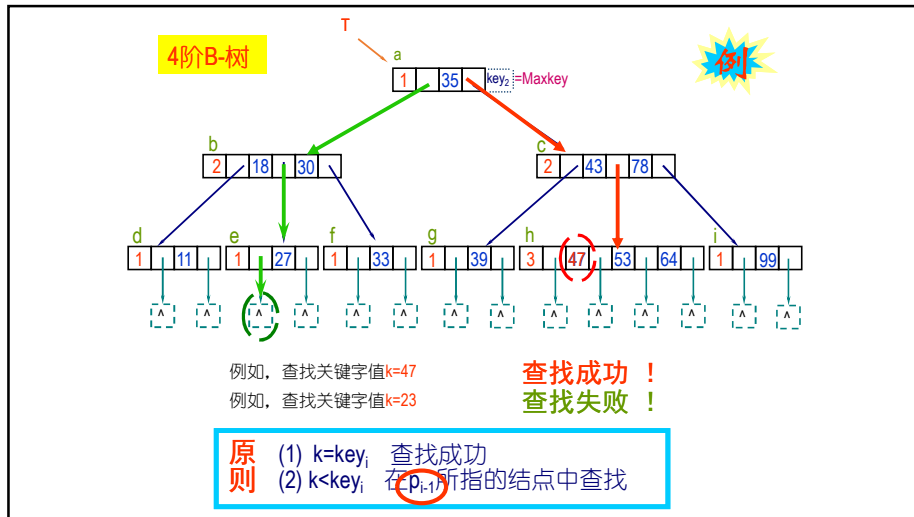 T
4阶B-树
例
a
1 35 key2 =Maxkey
b
2 18 30
c
2 43 78
d e f g h i
1 11 1 27 1 33 1 39 3 47 53 64 1 99
^ ^ ^ ^ ^ ^ ^ ^ ^ ^ ^ ^ ^ ^
例如，查找关键字值k=47 查找成功 ！
例如，查找关键字值k=23 查找失败 ！
原则
(1) k=keyi 查找成功
(2) k<keyi 在pi-1所指的结点中查找